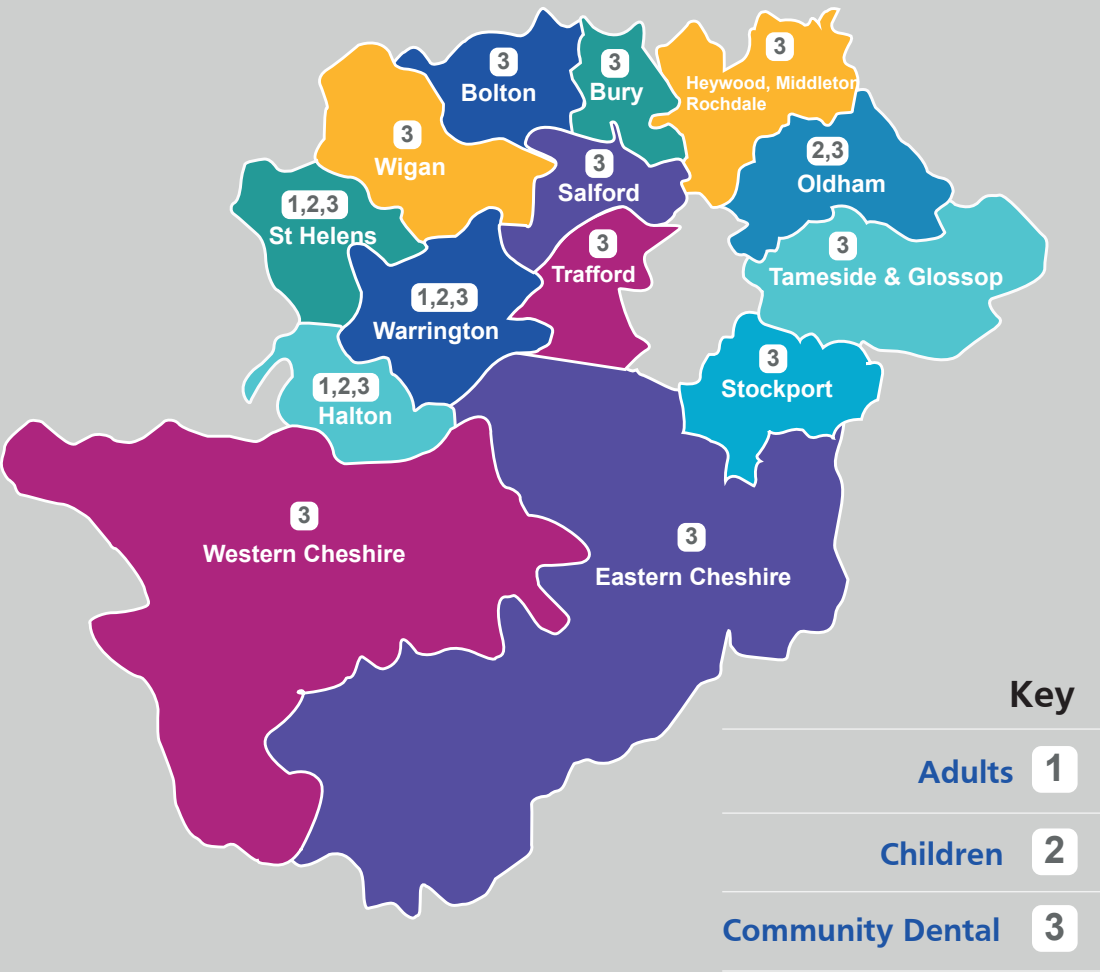 3
Bolton
3
Bury
3
Heywood, Middleton
Rochdale
3
Wigan
3
Salford
2,3
Oldham
1,2,3
St Helens
3
Trafford
3
Tameside & Glossop
1,2,3
Warrington
3
Stockport
1,2,3
Halton
3
Western Cheshire
3
Eastern Cheshire
Key
Adults 1
Children 2
Community Dental 3